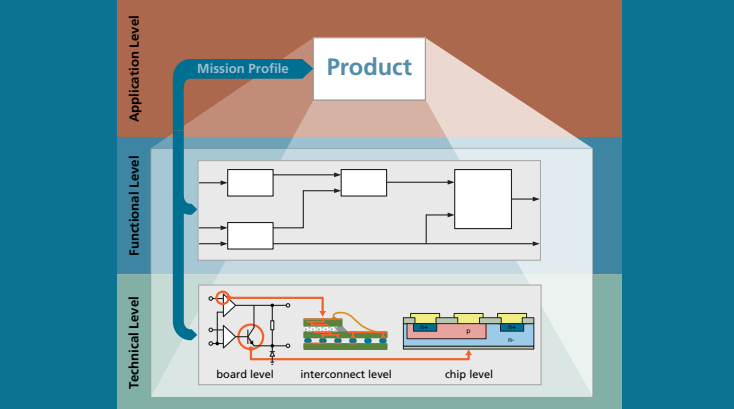 Application Level
Mission Profile
Product
Functional Level
Technical Level
n+
p
n+
n-
board level
interconnect level
chip level